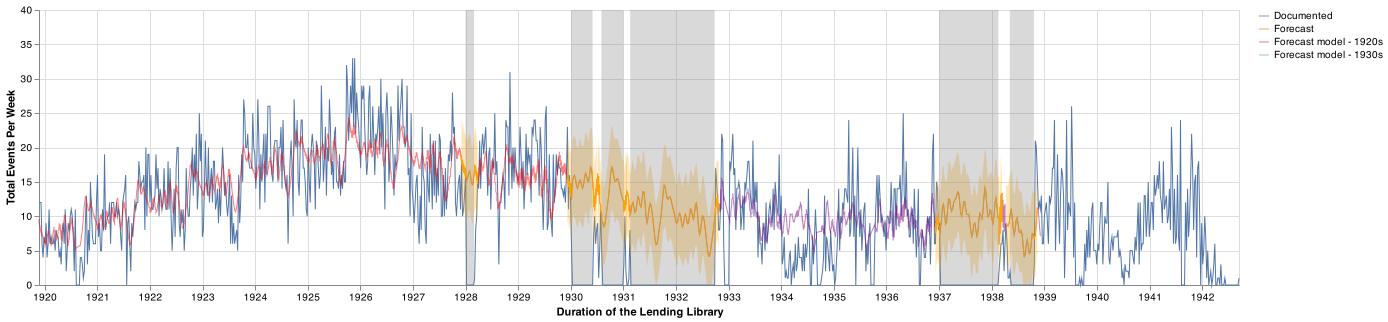 Total Events Per Week
40
35
30
25
20
15
10
5
0
1920 1921 1922 1923 1924 1925 1926 1927 1928 1929 1930 1931 1932 1933 1934 1935 1936 1937 1938 1939 1940 1941 1942
Duration of the Lending Library
Documented
Forecast
Forecast model - 1920s
Forecast model - 1930s